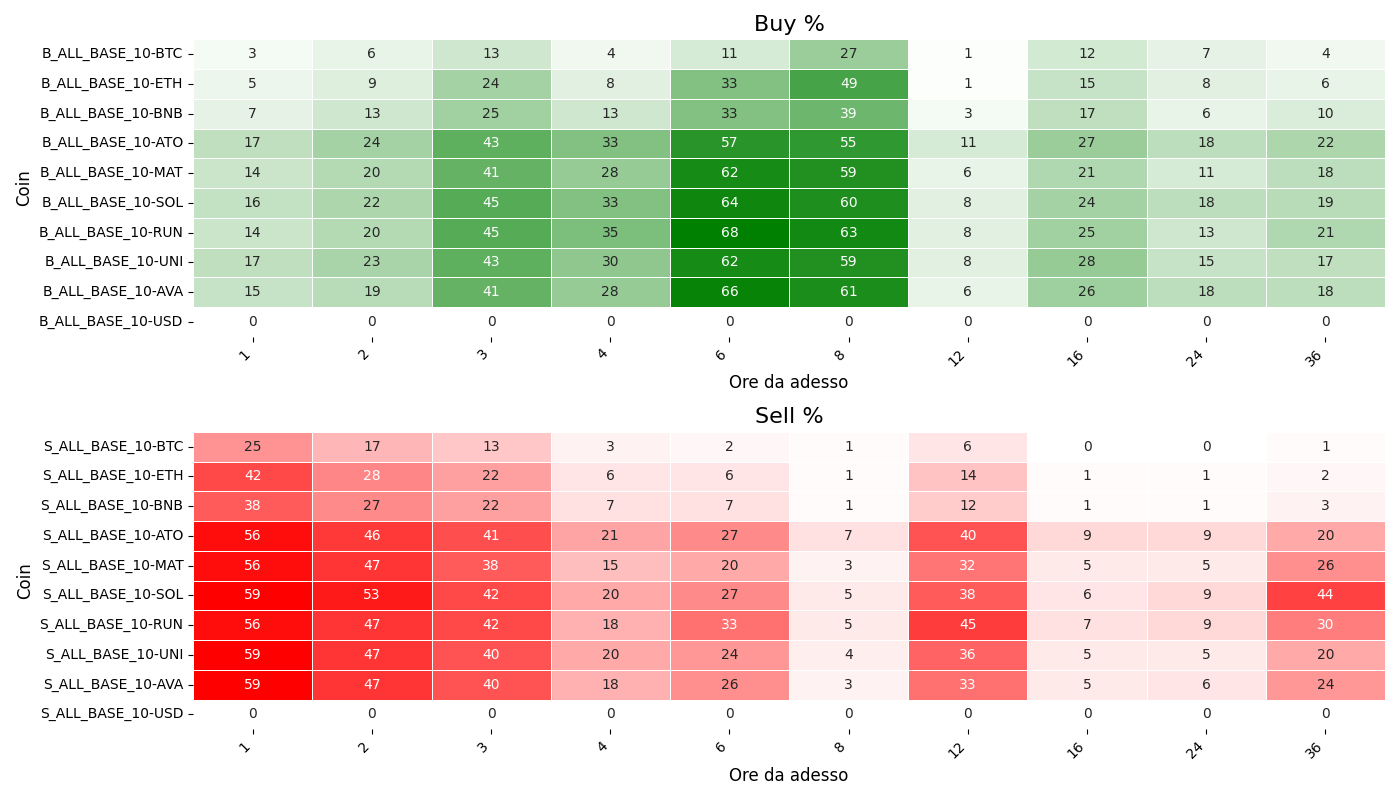 Buy %
Coin
B_ALL_BASE_10-BTC 3 6 13 4 11 27 1 12 7 4
B_ALL_BASE_10-ETH 5 9 24 8 33 49 1 15 8 6
B_ALL_BASE_10-BNB 7 13 25 13 33 39 3 17 6 10
B_ALL_BASE_10-ATO 17 24 43 33 57 55 11 27 18 22
B_ALL_BASE_10-MAT 14 20 41 28 62 59 6 21 11 18
B_ALL_BASE_10-SOL 16 22 45 33 64 60 8 24 18 19
B_ALL_BASE_10-RUN 14 20 45 35 68 63 8 25 13 21
B_ALL_BASE_10-UNI 17 23 43 30 62 59 8 28 15 17
B_ALL_BASE_10-AVA 15 19 41 28 66 61 6 26 18 18
B_ALL_BASE_10-USD 0 0 0 0 0 0 0 0 0 0
1 2 3 4 6 8 12 16 24 36
Ore da adesso
Sell %
Coin
S_ALL_BASE_10-BTC 25 17 13 3 2 1 6 0 0 1
S_ALL_BASE_10-ETH 42 28 22 6 6 1 14 1 1 2
S_ALL_BASE_10-BNB 38 27 22 7 7 1 12 1 1 3
S_ALL_BASE_10-ATO 56 46 41 21 27 7 40 9 9 20
S_ALL_BASE_10-MAT 56 47 38 15 20 3 32 5 5 26
S_ALL_BASE_10-SOL 59 53 42 20 27 5 38 6 9 44
S_ALL_BASE_10-RUN 56 47 42 18 33 5 45 7 9 30
S_ALL_BASE_10-UNI 59 47 40 20 24 4 36 5 5 20
S_ALL_BASE_10-AVA 59 47 40 18 26 3 33 5 6 24
S_ALL_BASE_10-USD 0 0 0 0 0 0 0 0 0 0
1 2 3 4 6 8 12 16 24 36
Ore da adesso